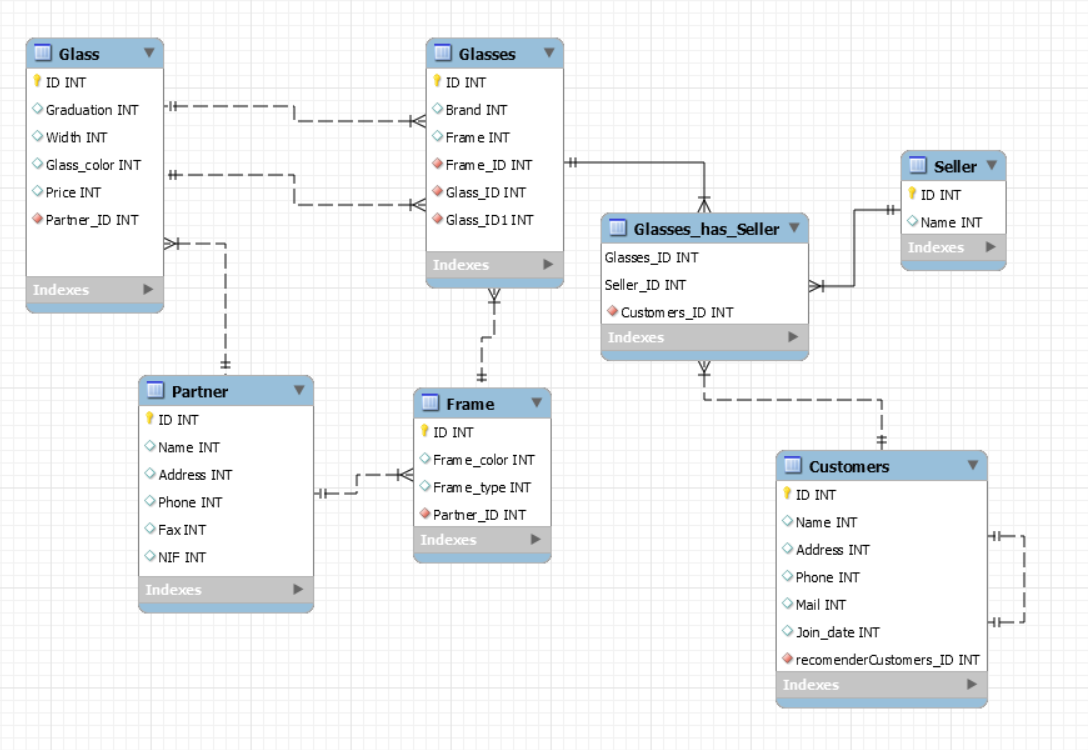 Glass
ID INT
Graduation INT
Width INT
Glass_color INT
Price INT
Partner_ID INT
Indexes
Glasses
ID INT
Brand INT
Frame INT
Frame_ID INT
Glass_ID INT
Glass_ID1 INT
Indexes
Glasses_has_Seller
Glasses_ID INT
Seller_ID INT
Customers_ID INT
Indexes
Seller
ID INT
Name INT
Indexes
Partner
ID INT
Name INT
Address INT
Phone INT
Fax INT
NIF INT
Indexes
Frame
ID INT
Frame_color INT
Frame_type INT
Partner_ID INT
Indexes
Customers
ID INT
Name INT
Address INT
Phone INT
Mail INT
Join_date INT
recomenderCustomers_ID INT
Indexes